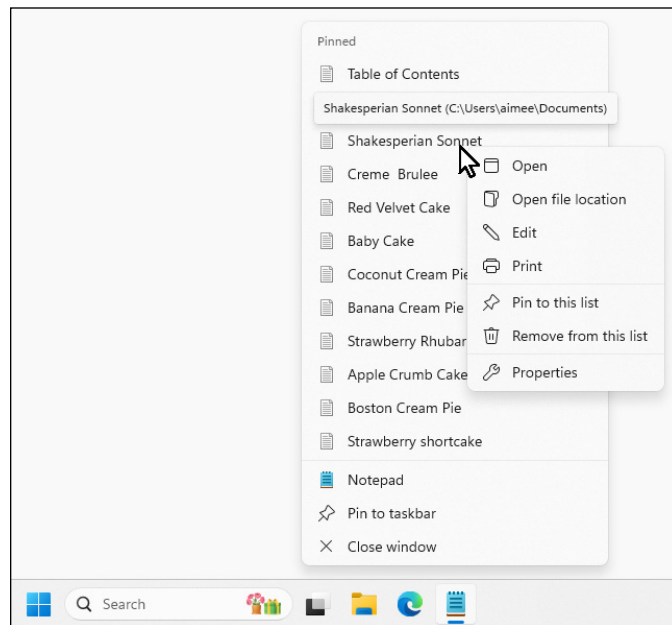 Pinned
Table of Contents
Shakesperian Sonnet (C:\Users\aimee\Documents)
Shakesperian Sonnet
Creme  Brulee
Red Velvet Cake
Baby Cake
Coconut Cream Pie
Banana Cream Pie
Strawberry Rhubar
Apple Crumb Cake
Boston Cream Pie
Strawberry shortcake
Notepad
Pin to taskbar
Close window
Open
Open file location
Edit
Print
Pin to this list
Remove from this list
Properties
Search